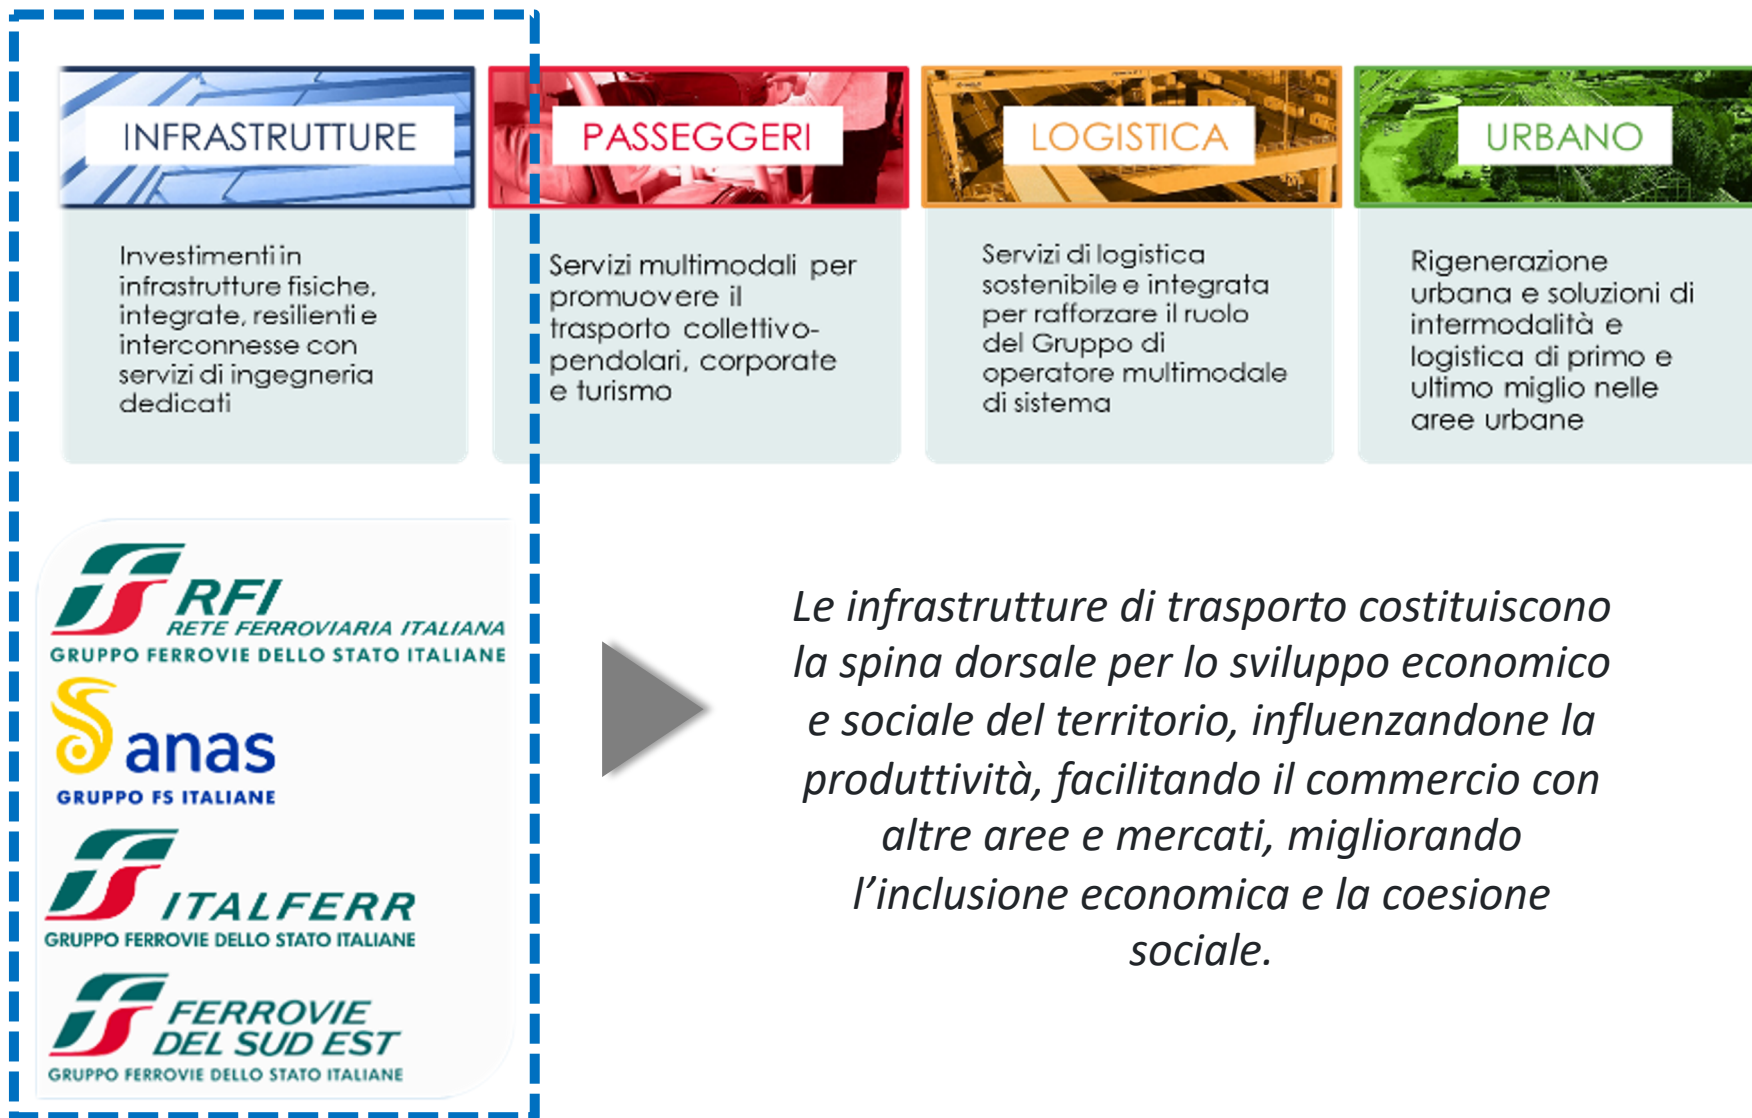 INFRASTRUTTURE
Investimenti in
infrastrutture fisiche,
integrate, resilienti e
interconnesse con
servizi di ingegneria
dedicati
PASSEGGERI
Servizi multimodali per
promuovere il
trasporto collettivo-
pendolari, corporate
e turismo
LOGISTICA
Servizi di logistica
sostenibile e integrata
per rafforzare il ruolo
del Gruppo di
operatore multimodale
di sistema
URBANO
Rigenerazione
urbana e soluzioni di
intermodalità e
logistica di primo e
ultimo miglio nelle
aree urbane
RFI
RETE FERROVIARIA ITALIANA
GRUPPO FERROVIE DELLO STATO ITALIANE
anas
GRUPPO FS ITALIANE
ITALFERR
GRUPPO FERROVIE DELLO STATO ITALIANE
FERROVIE
DEL SUD EST
GRUPPO FERROVIE DELLO STATO ITALIANE
Le infrastrutture di trasporto costituiscono
la spina dorsale per lo sviluppo economico
e sociale del territorio, influenzandone la
produttività, facilitando il commercio con
altre aree e mercati, migliorando
l’inclusione economica e la coesione
sociale.